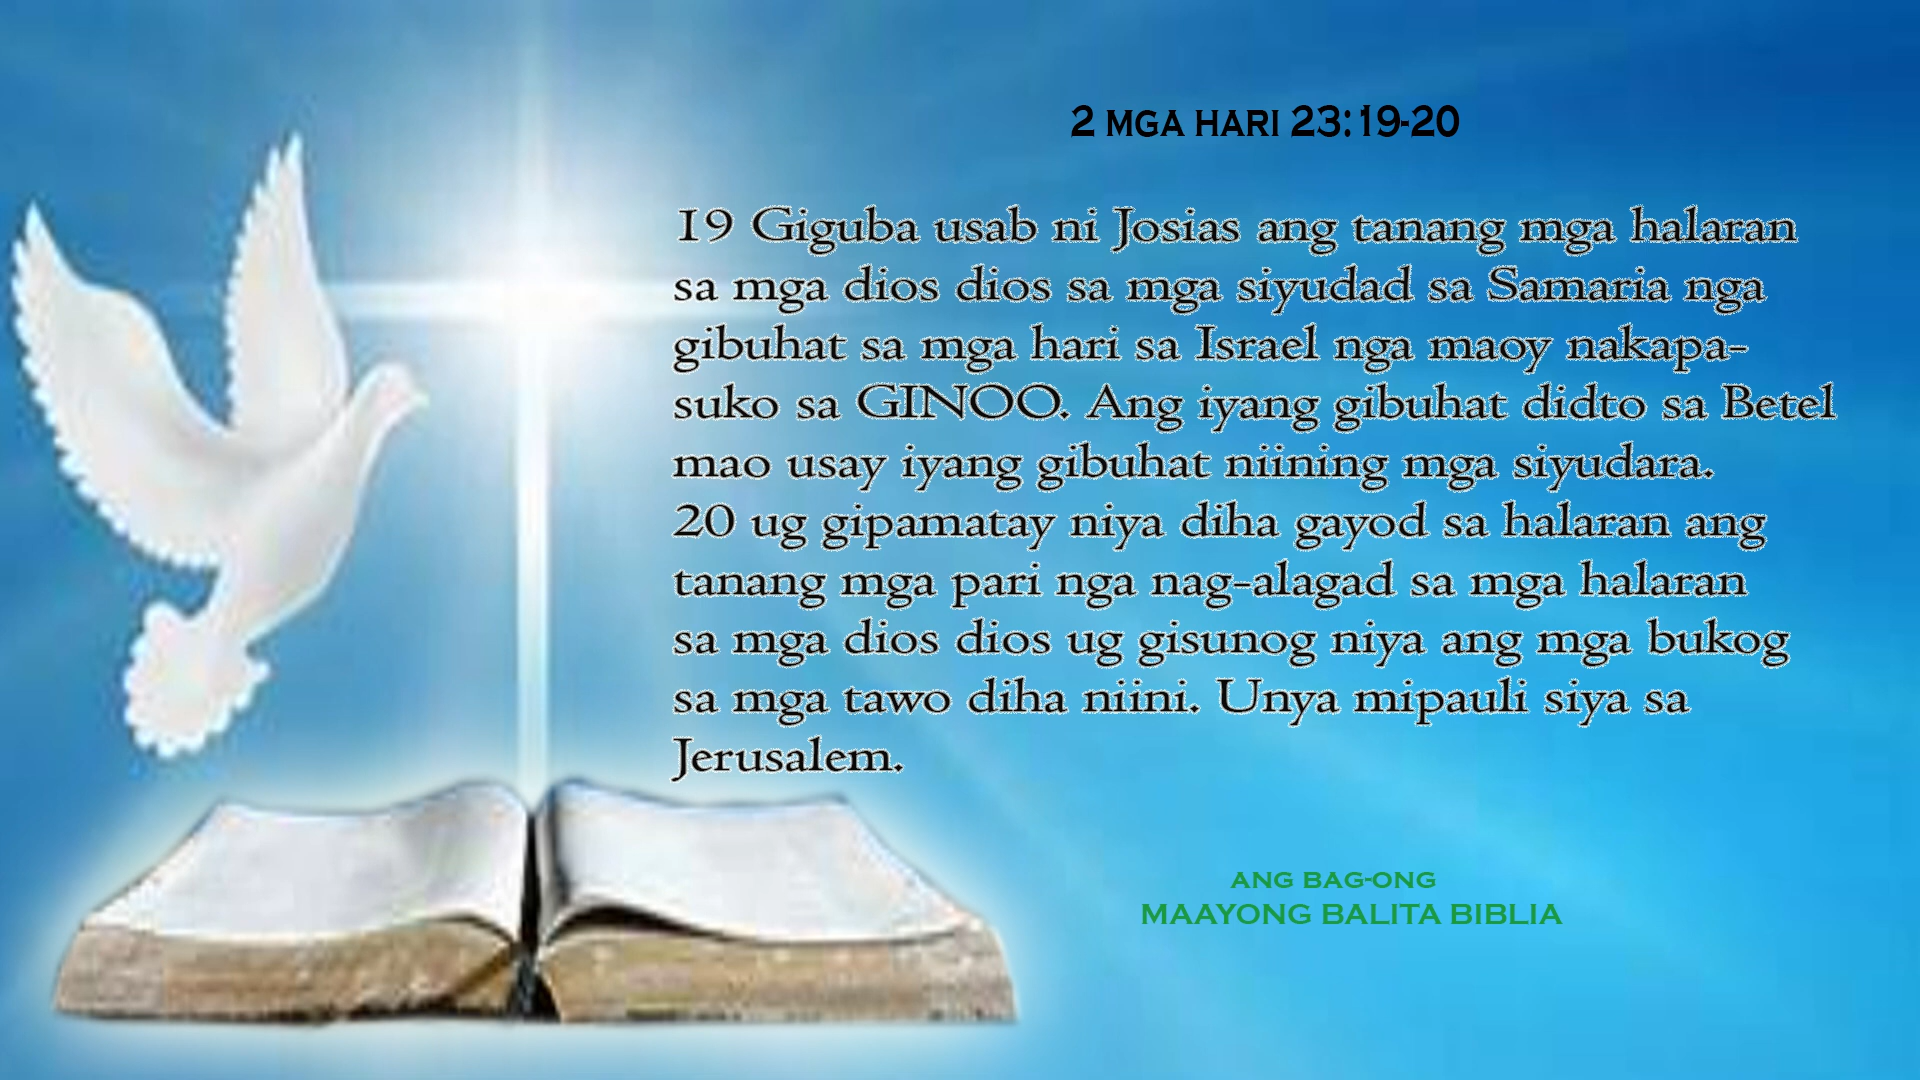 2 MGA HARI 23:19-20
19 Giguba usab ni Josias ang tanang mga halaran
sa mga dios dios sa mga siyudad sa Samaria nga
gibuhat sa mga hari sa Israel nga maoy nakapa-
suko sa GINOO. Ang iyang gibuhat didto sa Betel
mao usay iyang gibuhat niining mga siyudara.
20 ug gipamatay niya diha gayod sa halaran ang
tanang mga pari nga nag-alagad sa mga halaran
sa mga dios dios ug gisunog niya ang mga bukog
sa mga tawo diha niini. Unya mipauli siya sa
Jerusalem.
ANG BAG-ONG
MAAYONG BALITA BIBLIA